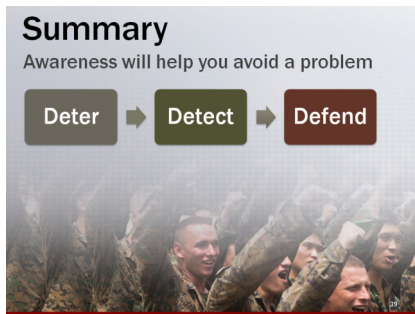 Summary
Awareness will help you avoid a problem
Deter
Detect
Defend
39